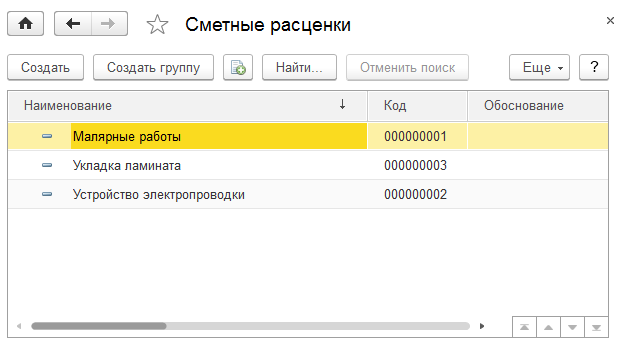 Сметные расценки
Создать Создать группу Найти... Отменить поиск Еще ?
Наименование Код Обоснование
Малярные работы 000000001
Укладка ламината 000000003
Устройство электропроводки 000000002